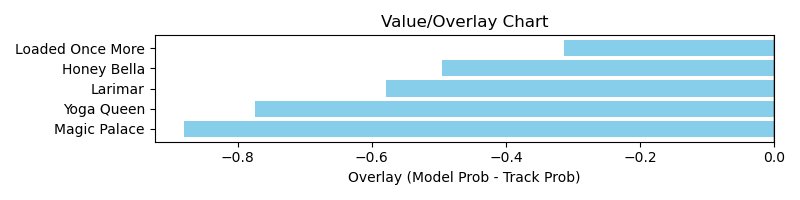 Value/Overlay Chart
Loaded Once More
Honey Bella
Larimar
Yoga Queen
Magic Palace
−0.8 −0.6 −0.4 −0.2 0.0
Overlay (Model Prob - Track Prob)